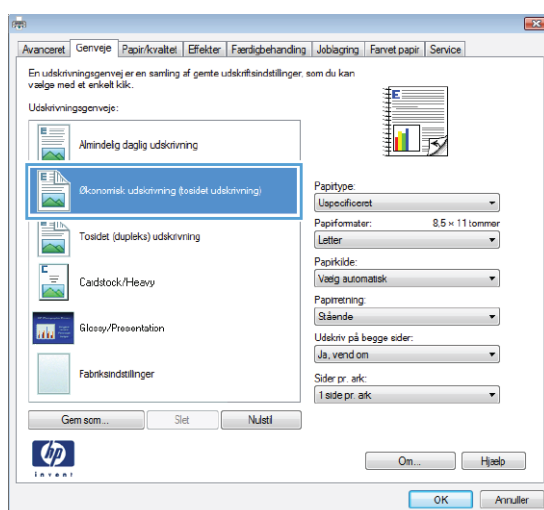 Avanceret Genveje Papir/kvaltet Effekter Færdigbehandling Joblagring Farvet papir Service
En udskrivningsgenvej er en samling af gemte udskriftsindstillinger, som du kan
vælge med et enkelt klik.
Udskrivningsgenveje:
E
Almindelig daglig udskrivning
E
Økonomisk udskrivning (tosidet udskrivning)
E
Tosidet (dupleks) udskrivning
E
Cardstock/Heavy
Glossy/Presentation
Fabriksindstillinger
Gem som... Slet Nulstil
E
Papirtype:
Uspecificeret
Papirformater: 8,5 × 11 tommer
Letter
Papirkilde:
Vælg automatisk
Papirretning:
Stående
Udskriv på begge sider:
Ja, vend om
Sider pr. ark:
1 side pr. ark
hp
invent
Om... Hjælp
OK Annuller